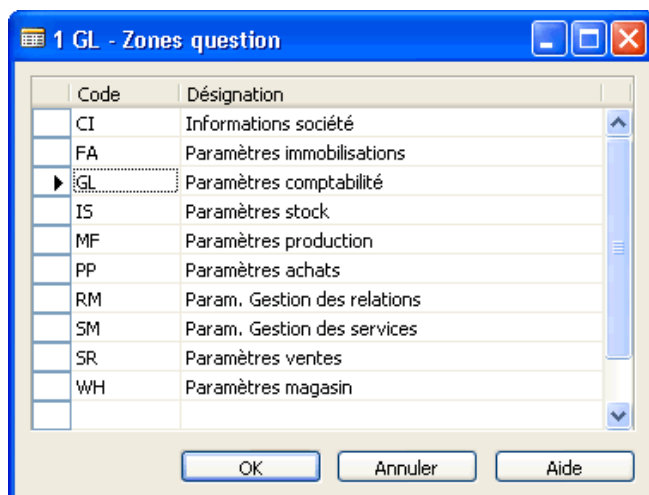 1 GL - Zones question
Code Désignation
CI Informations société
FA Paramètres immobilisations
GL Paramètres comptabilité
IS Paramètres stock
MF Paramètres production
PP Paramètres achats
RM Param. Gestion des relations
SM Param. Gestion des services
SR Paramètres ventes
WH Paramètres magasin
OK Annuler Aide